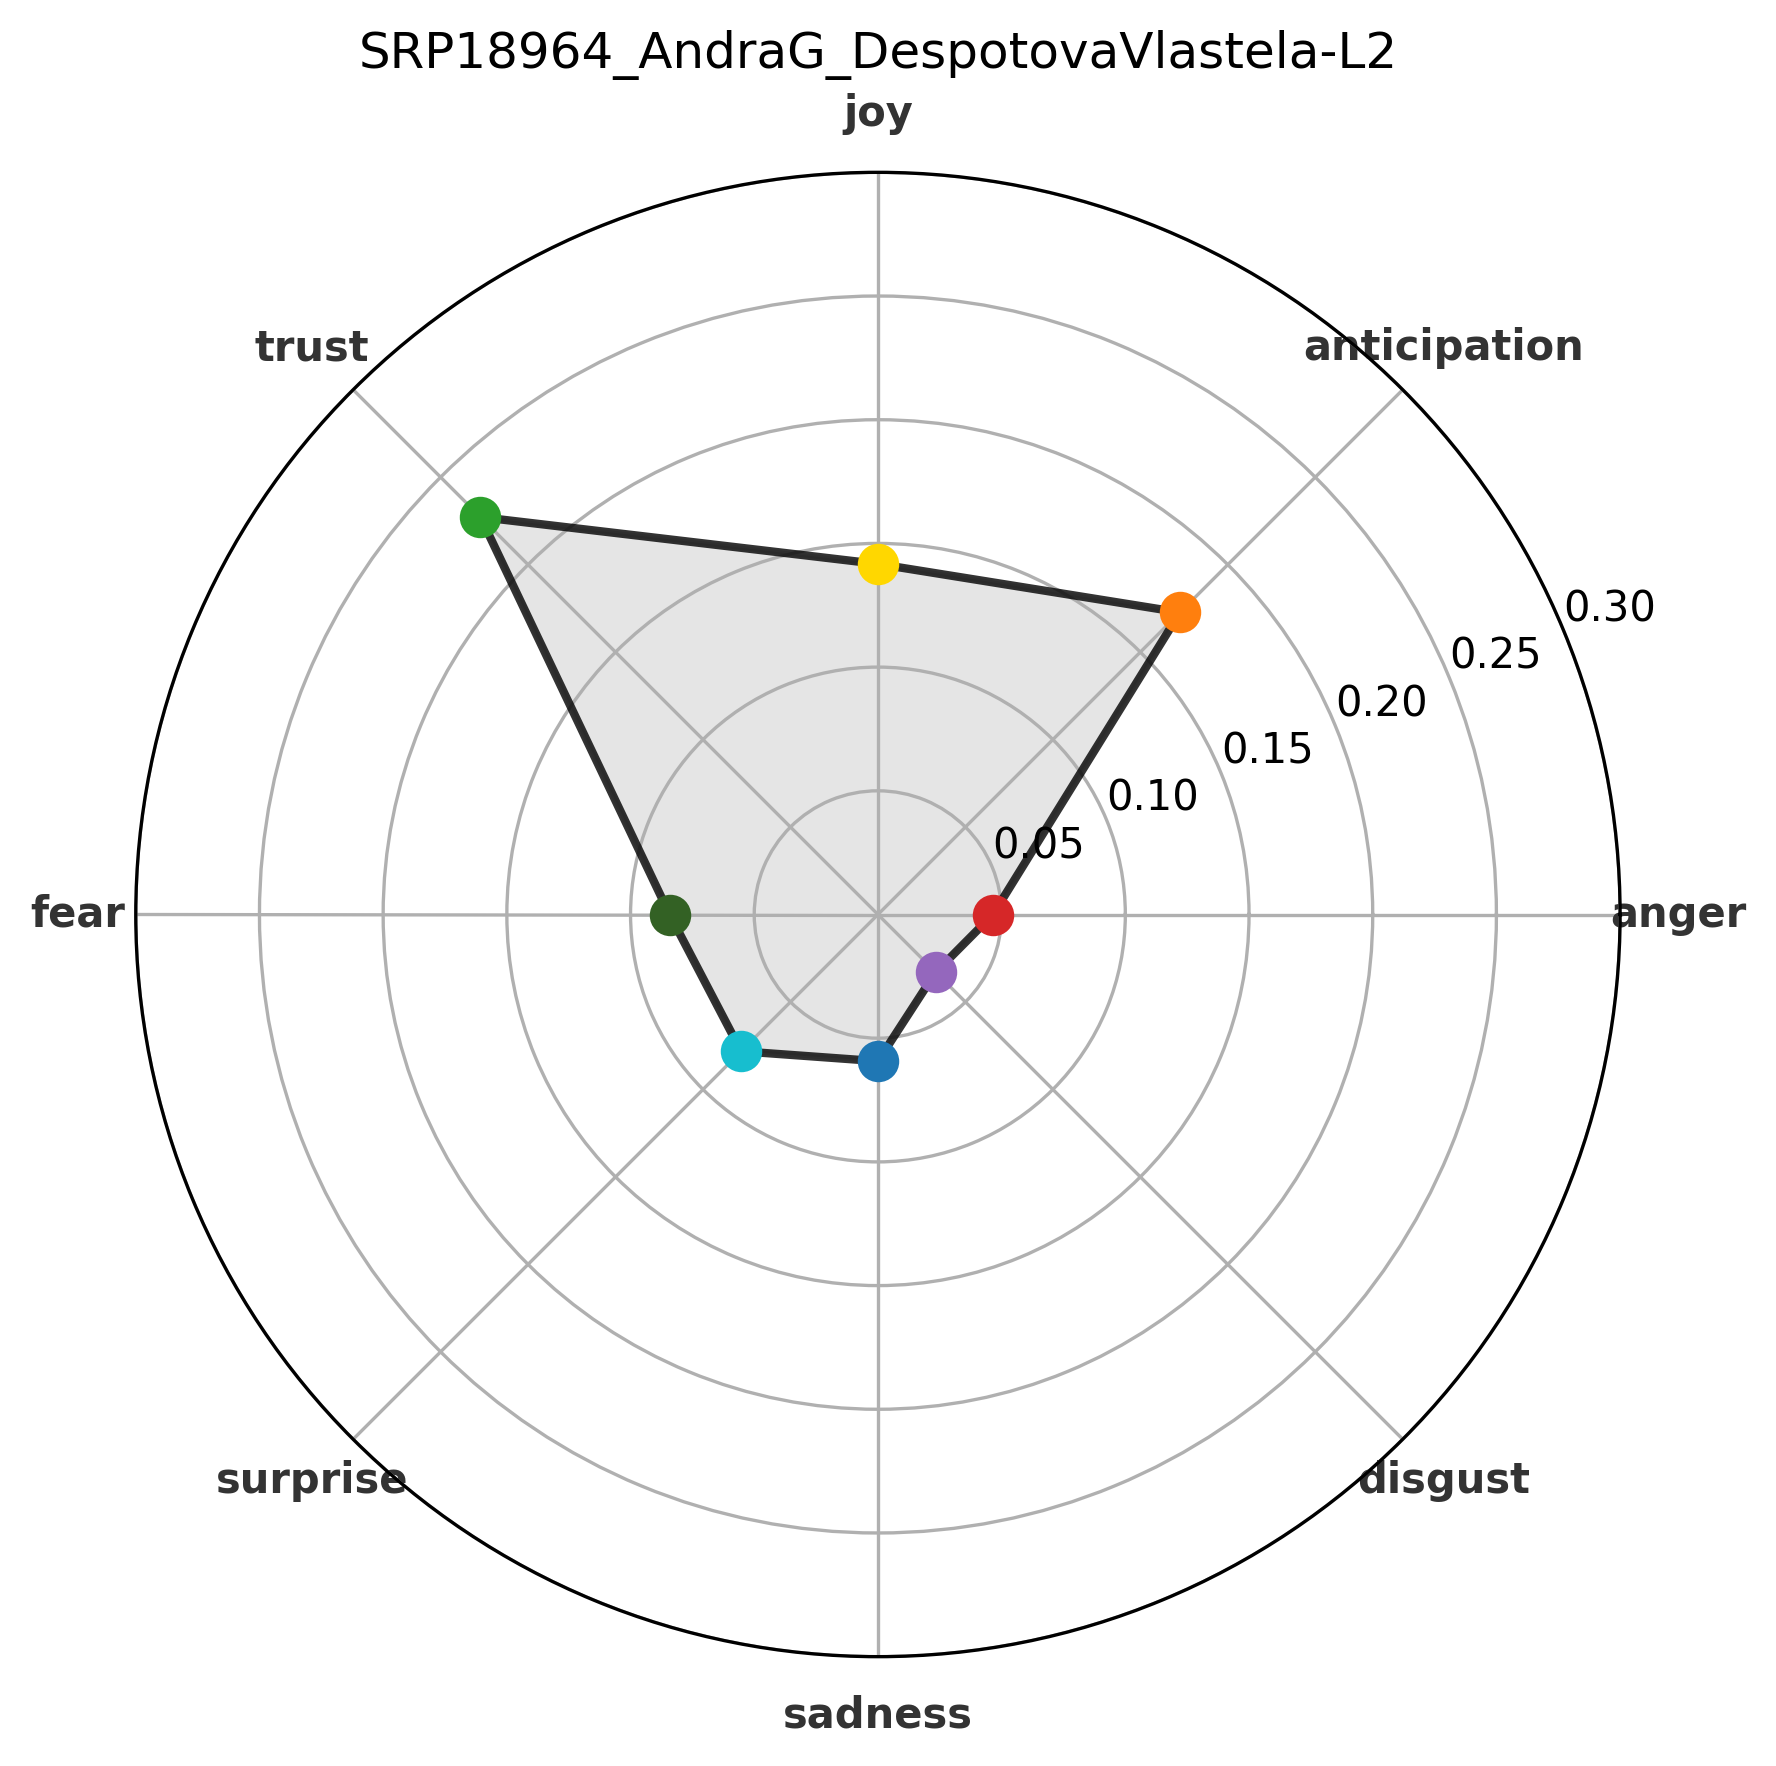 SRP18964_AndraG_DespotovaVlastela-L2
joy
trust
anticipation
0.30
0.25
0.20
0.15
0.10
0.05
fear
anger
surprise
disgust
sadness